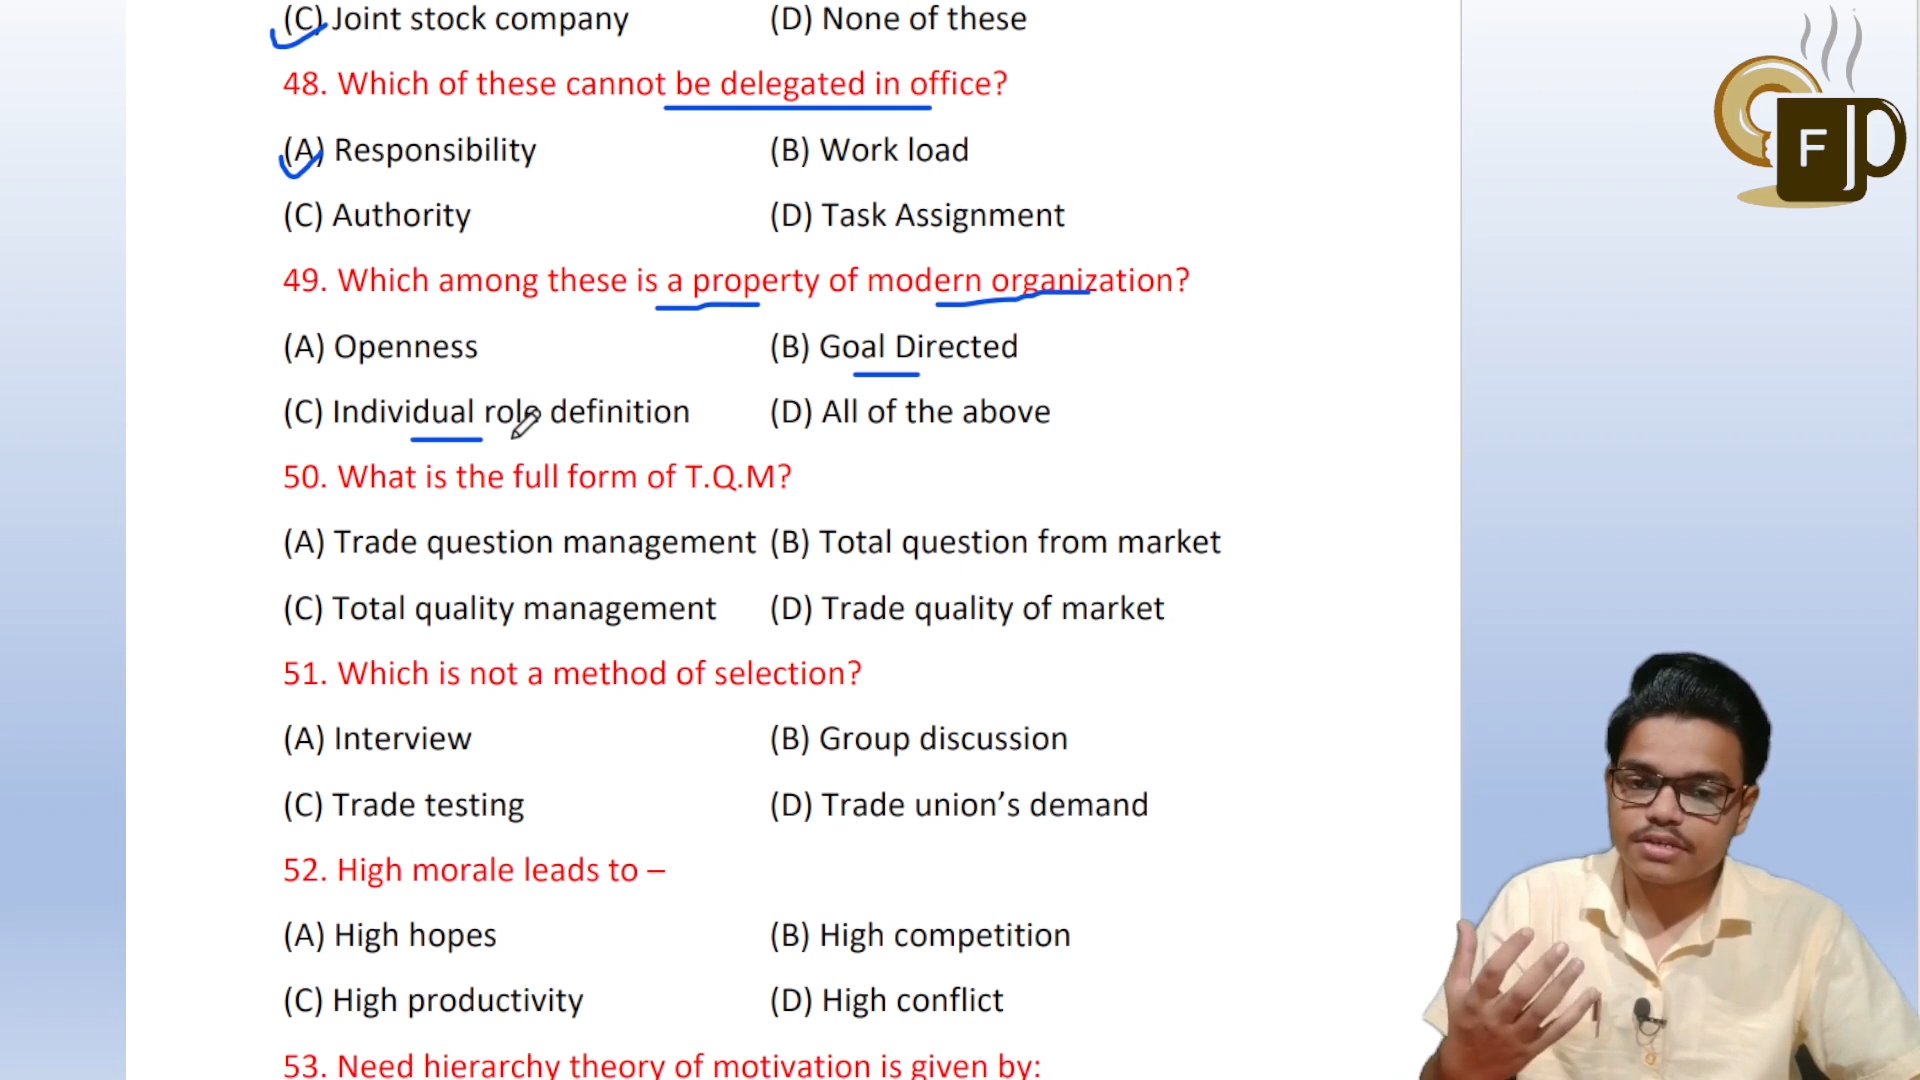 (C) Joint stock company (D) None of these
48. Which of these cannot be delegated in office?
(A) Responsibility (B) Work load
(C) Authority (D) Task Assignment
49. Which among these is a property of modern organization?
(A) Openness (B) Goal Directed
(C) Individual role definition (D) All of the above
50. What is the full form of T.Q.M?
(A) Trade question management (B) Total question from market
(C) Total quality management (D) Trade quality of market
51. Which is not a method of selection?
(A) Interview (B) Group discussion
(C) Trade testing (D) Trade union’s demand
52. High morale leads to –
(A) High hopes (B) High competition
(C) High productivity (D) High conflict
53. Need hierarchy theory of motivation is given by:
FJ